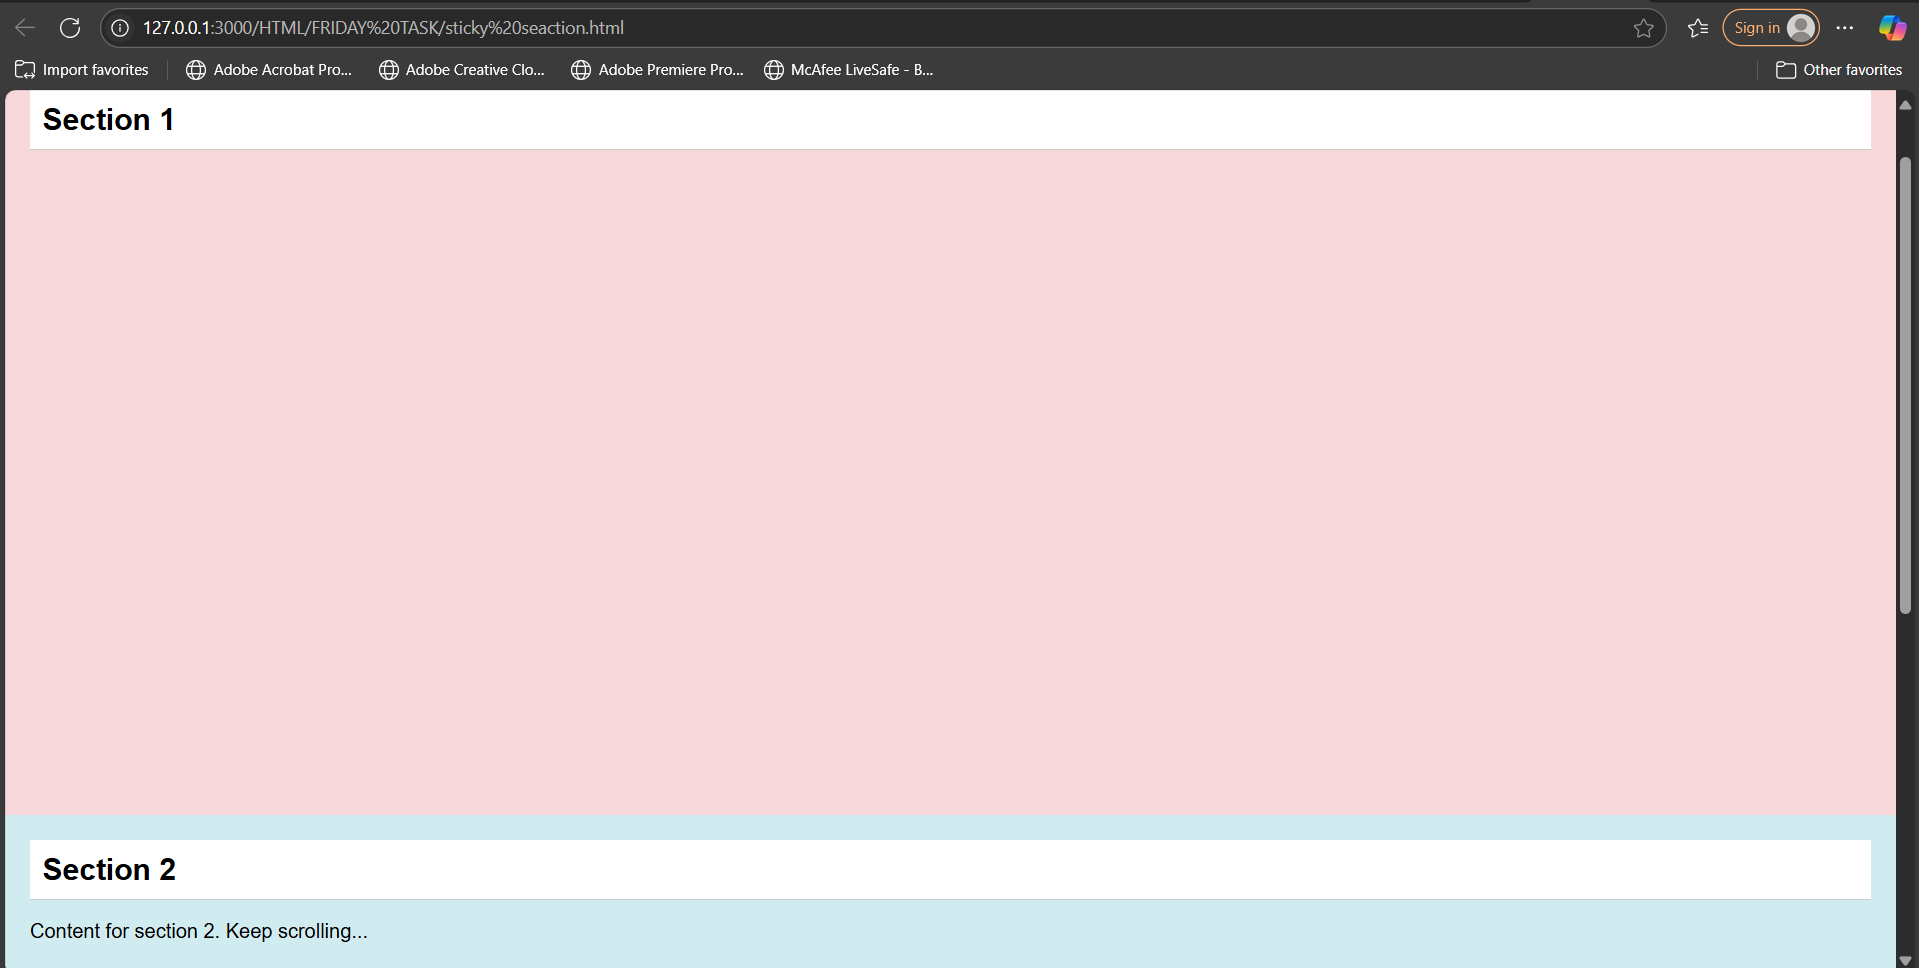 127.0.0.1:3000/HTML/FRIDAY%20TASK/sticky%20seaction.html
Sign in
Import favorites
Adobe Acrobat Pro...
Adobe Creative Clo...
Adobe Premiere Pro...
McAfee LiveSafe - B...
Other favorites
Section 1
Section 2
Content for section 2. Keep scrolling...